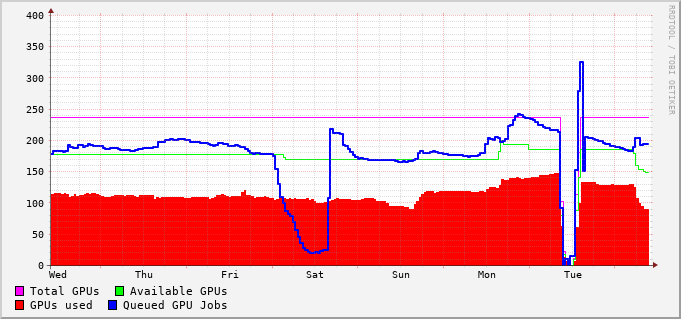 400
350
300
250
200
150
100
50
0
Wed Thu Fri Sat Sun Mon Tue
Total GPUs Available GPUs
GPUs used Queued GPU Jobs
RRDTOOL / TOBI OETIKER